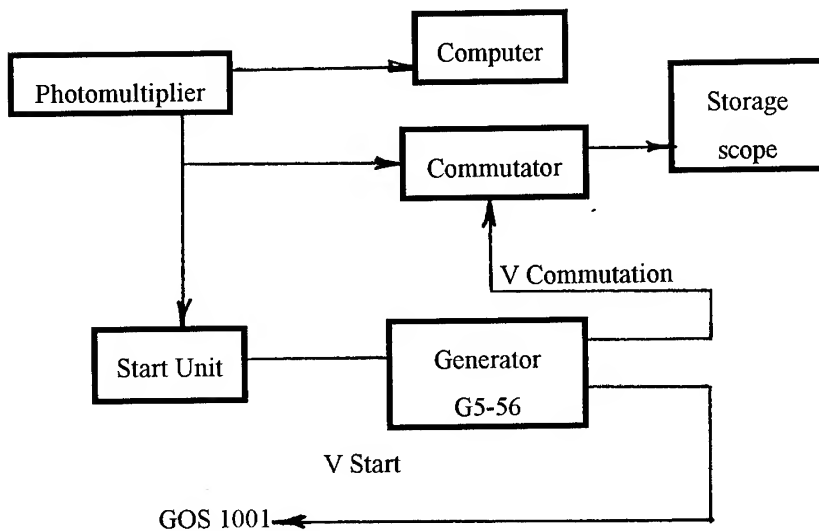 Computer
Photomultiplier
Storage
scope
Commutator
V Commutation
Start Unit
Generator
G5-56
V Start
GOS 1001